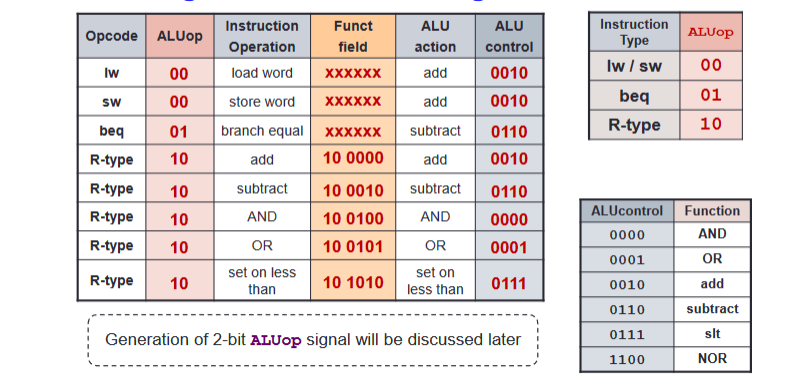 Opcode ALUop Instruction Operation Funct field ALU action ALU control
lw 00 load word xxxxxx add 0010
sw 00 store word xxxxxx add 0010
beq 01 branch equal xxxxxx subtract 0110
R-type 10 add 10 0000 add 0010
R-type 10 subtract 10 0010 subtract 0110
R-type 10 AND 10 0100 AND 0000
R-type 10 OR 10 0101 OR 0001
R-type 10 set on less than 10 1010 set on less than 0111
Generation of 2-bit ALUop signal will be discussed later
Instruction Type ALUop
lw / sw 00
beq 01
R-type 10
ALUcontrol Function
0000 AND
0001 OR
0010 add
0110 subtract
0111 slt
1100 NOR